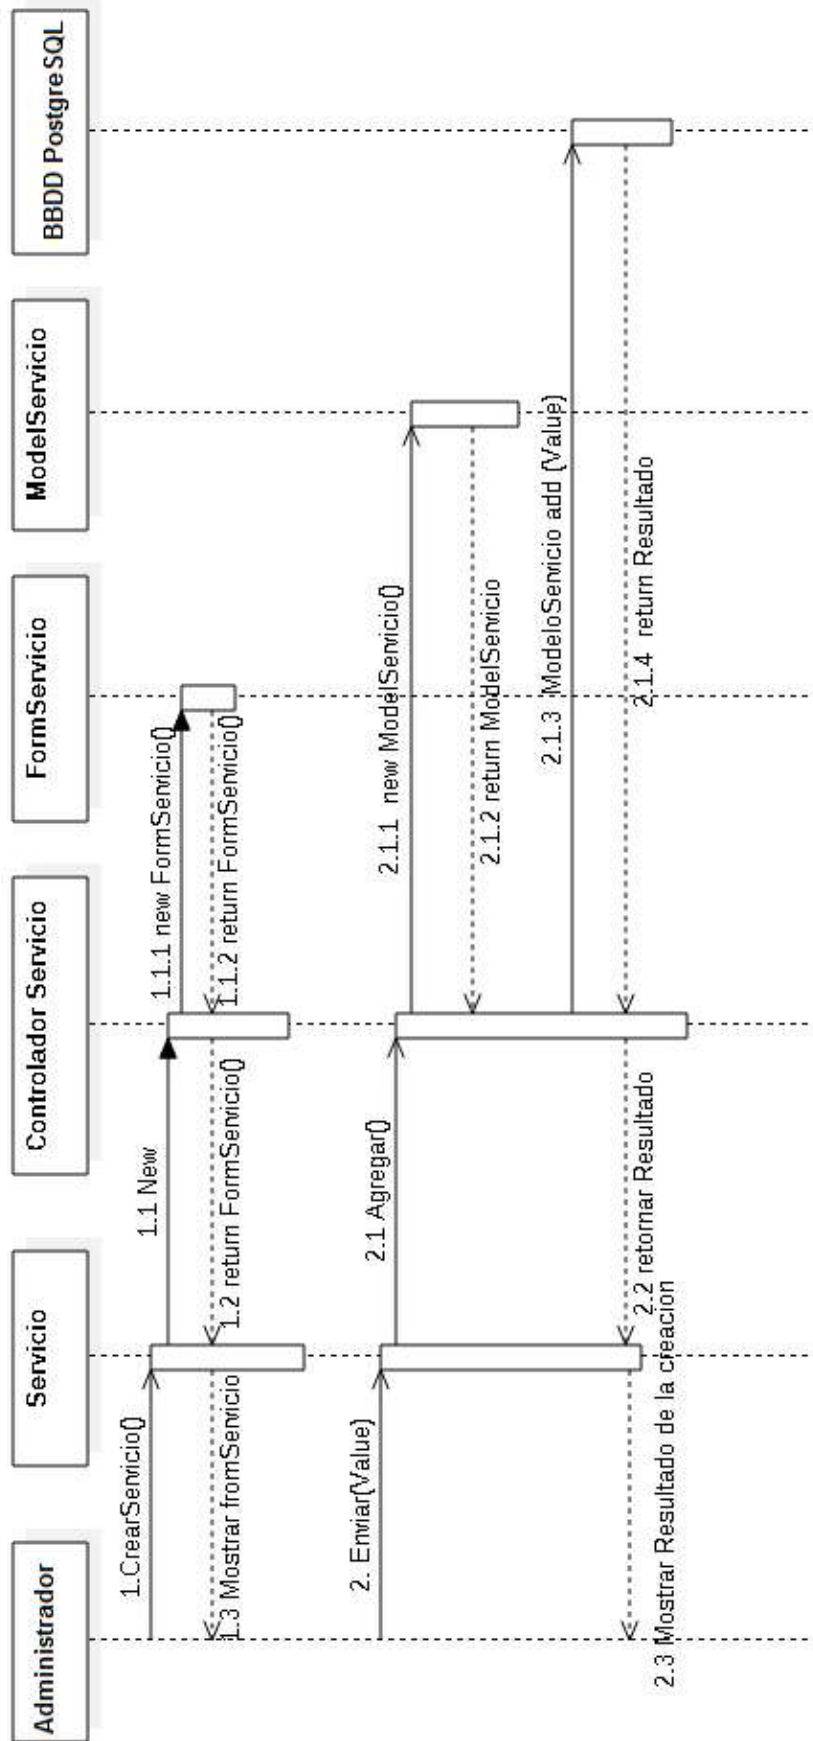 Administrador
Servicio
Controlador Servicio
FormServicio
ModelServicio
BBDD PostgreSQL
1.CrearServicio()
1.1 New
1.1.1 new FormServicio()
1.1.2 return FormServicio()
1.2 return FormServicio()
1.3 Mostrar fromServicio
2. Enviar(Value)
2.1 Agregar()
2.1.1 new ModelServicio()
2.1.2 return ModelServicio
2.1.3 ModeloServicio add (Value)
2.1.4 return Resultado
2.2 retornar Resultado
2.3 Mostrar Resultado de la creacion